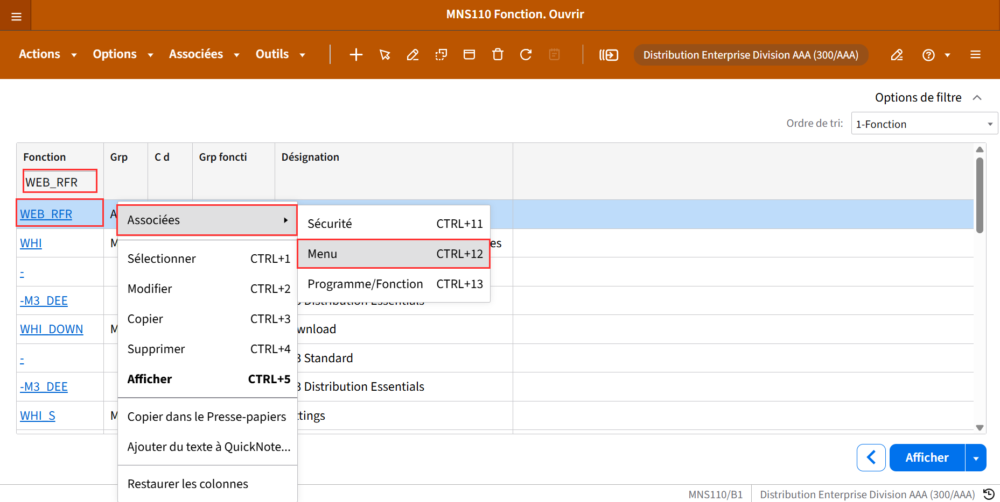 MNS110 Fonction. Ouvrir
Actions Options Associées Outils Distribution Enterprise Division AAA (300/AAA)
Options de filtre
Ordre de tri: 1-Fonction
Fonction Grp C d Grp foncti Désignation
WEB_RFR
WEB_RFR A
Associées
Sécurité CTRL+11
WHI M es
Menu CTRL+12
Sélectionner CTRL+1
-
Programme/Fonction CTRL+13
Modifier CTRL+2
-M3_DEE 3 Distribution Essentials
Copier CTRL+3
WHI_DOWN M wnload
Supprimer CTRL+4
- 3 Standard
Afficher CTRL+5
-M3_DEE 3 Distribution Essentials
WHI_S M tings
Copier dans le Presse-papiers
Ajouter du texte à QuickNote...
Afficher
Restaurer les colonnes
MNS110/B1 Distribution Enterprise Division AAA (300/AAA)